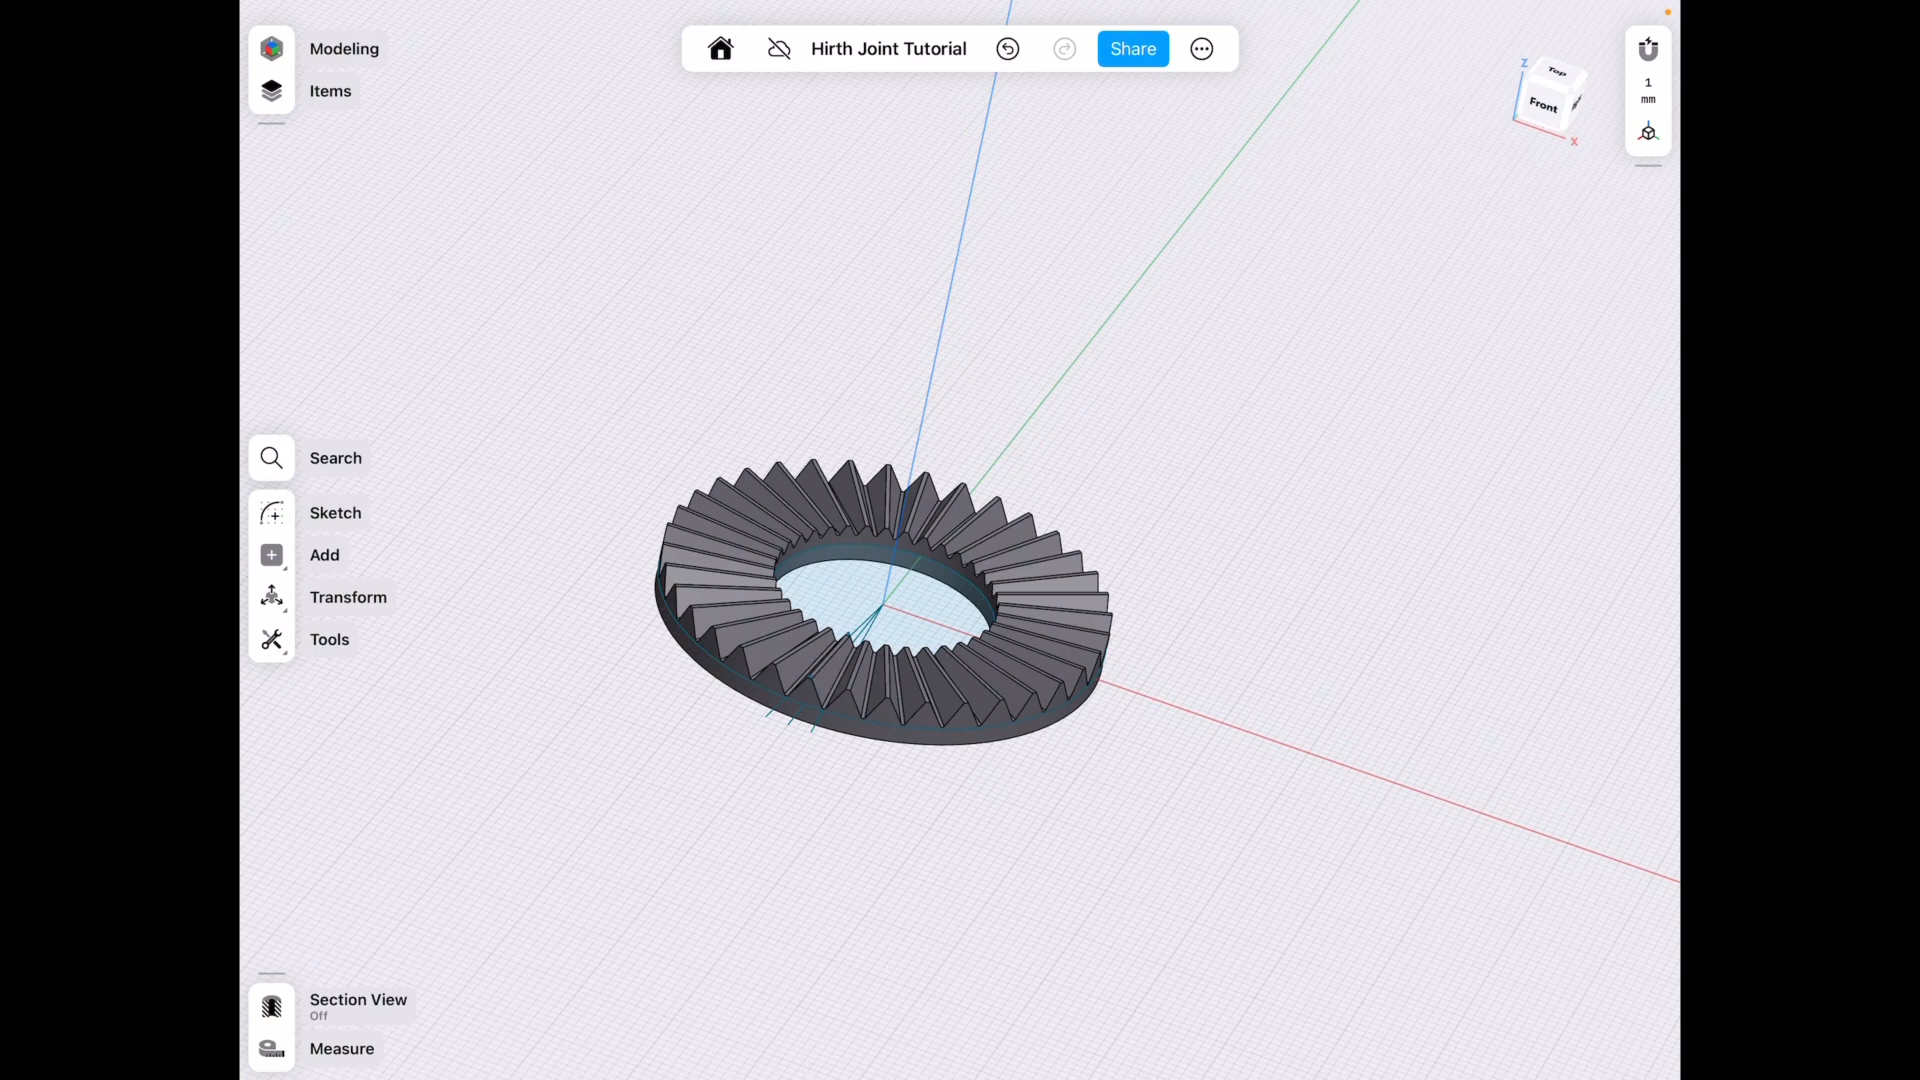 Modeling
Items
Hirth Joint Tutorial
Share
Z
Top
Front
X
1
mm
Search
Sketch
Add
Transform
Tools
Section View
Off
Measure